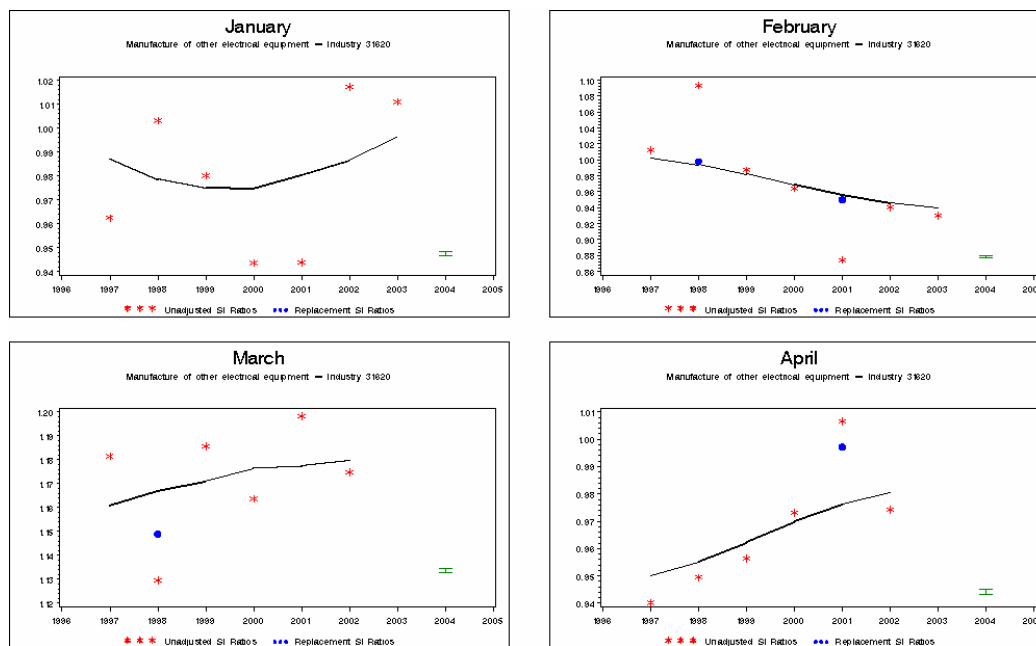 January
Manufacture of other electrical equipment — Industry 31620
1.02
1.01
1.00
0.99
0.98
0.97
0.96
0.95
0.94
1996 1997 1998 1999 2000 2001 2002 2003 2004 2005
Unadjusted SI Ratios Replacement SI Ratios
February
Manufacture of other electrical equipment — Industry 31620
1.10
1.08
1.06
1.04
1.02
1.00
0.98
0.96
0.94
0.92
0.90
0.88
0.86
1996 1997 1998 1999 2000 2001 2002 2003 2004 2005
Unadjusted SI Ratios Replacement SI Ratios
March
Manufacture of other electrical equipment — Industry 31620
1.20
1.19
1.18
1.17
1.16
1.15
1.14
1.13
1.12
1996 1997 1998 1999 2000 2001 2002 2003 2004 2005
Unadjusted SI Ratios Replacement SI Ratios
April
Manufacture of other electrical equipment — Industry 31620
1.01
1.00
0.99
0.98
0.97
0.96
0.95
0.94
1996 1997 1998 1999 2000 2001 2002 2003 2004
Unadjusted SI Ratios Replacement SI Ratios